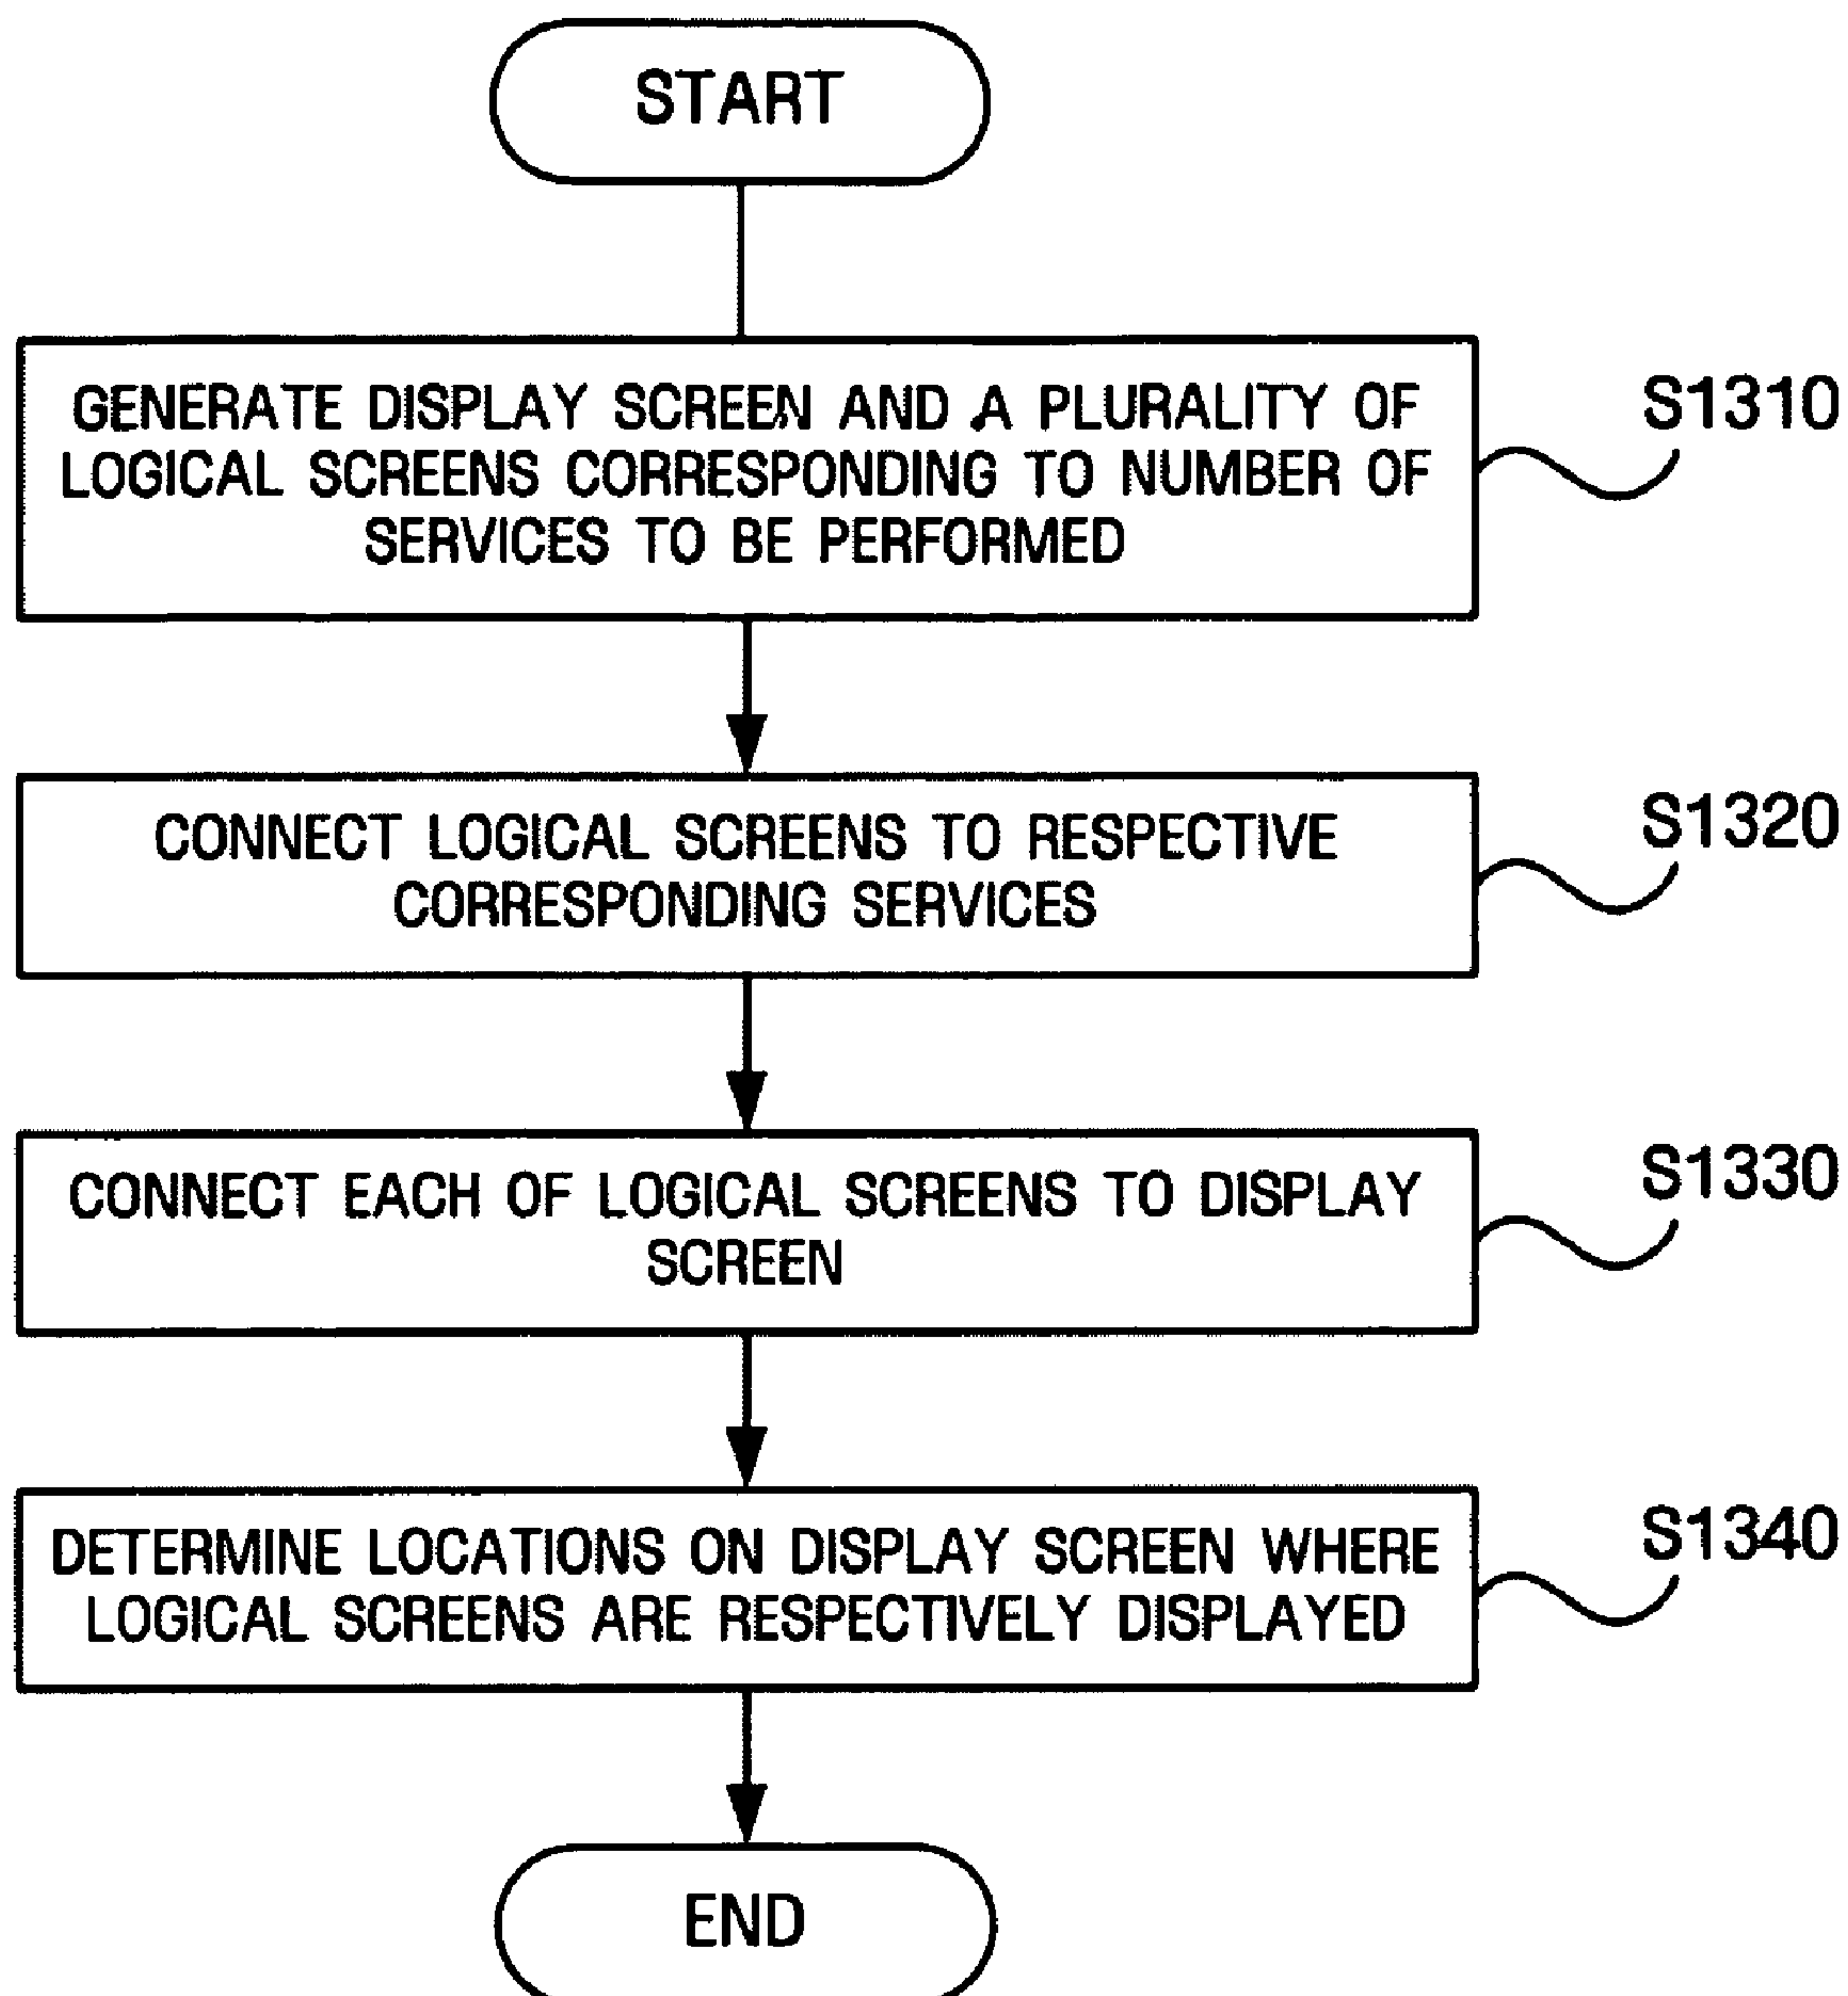 START
GENERATE DISPLAY SCREEN AND A PLURALITY OF
LOGICAL SCREENS CORRESPONDING TO NUMBER OF
SERVICES TO BE PERFORMED
S1310
CONNECT LOGICAL SCREENS TO RESPECTIVE
CORRESPONDING SERVICES
S1320
CONNECT EACH OF LOGICAL SCREENS TO DISPLAY
SCREEN
S1330
DETERMINE LOCATIONS ON DISPLAY SCREEN WHERE
LOGICAL SCREENS ARE RESPECTIVELY DISPLAYED
S1340
END